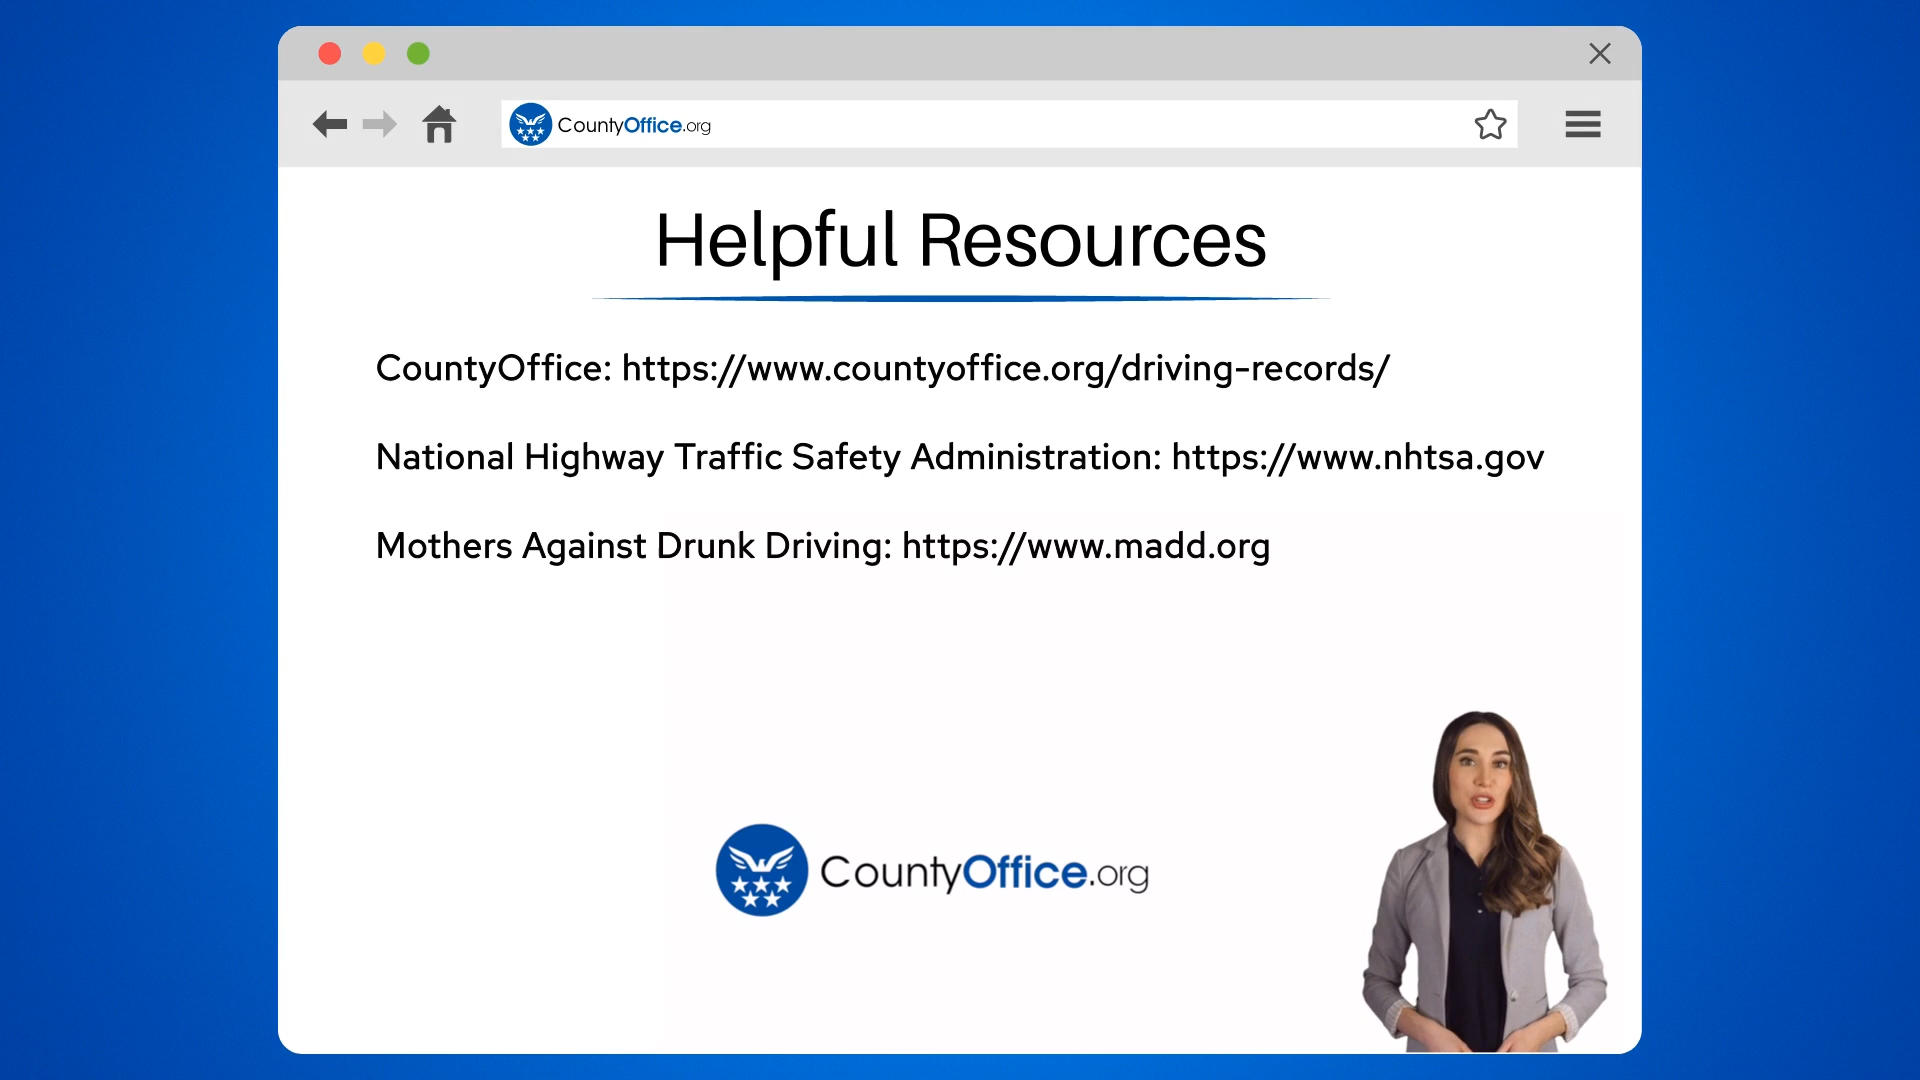 CountyOffice.org
Helpful Resources
CountyOffice: https://www.countyoffice.org/driving-records/
National Highway Traffic Safety Administration: https://www.nhtsa.gov
Mothers Against Drunk Driving: https://www.madd.org
CountyOffice.org